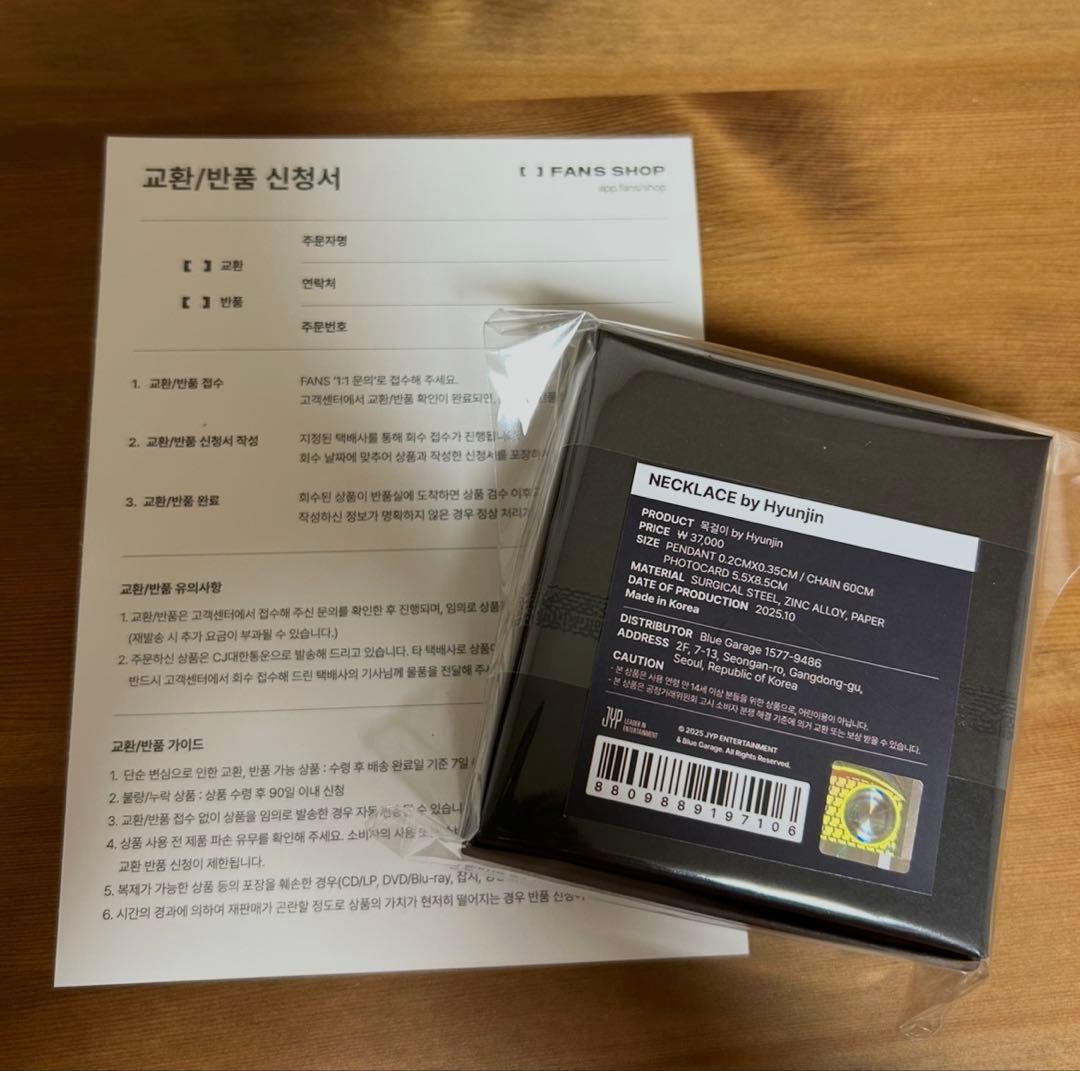 교환/반품 신청서
【 】FANS SHOP
app.fans/shop
【 】 교환
【 】 반품
주문자명
연락처
주문번호
1. 교환/반품 접수
FANS '1:1 문의'로 접수해 주세요.
고객센터에서 교환/반품 확인이 완료되면,
2. 교환/반품 신청서 작성
지정된 택배사를 통해 회수 접수가 진행됩니다.
회수 날짜에 맞추어 상품과 작성한 신청서를 포장하
3. 교환/반품 완료
회수된 상품이 반품실에 도착하면 상품 검수 이후
작성하신 정보가 명확하지 않은 경우 정상 처리가
교환/반품 유의사항
1. 교환/반품은 고객센터에서 접수해 주신 문의를 확인한 후 진행되며, 임의로 상품
(재발송 시 추가 요금이 부과될 수 있습니다.)
2. 주문하신 상품은 CJ대한통운으로 발송해 드리고 있습니다. 타 택배사로 상품
반드시 고객센터에서 회수 접수해 드린 택배사의 기사님께 물품을 전달해 주
교환/반품 가이드
1. 단순 변심으로 인한 교환, 반품 가능 상품 : 수령 후 배송 완료일 기준 7일
2. 불량/누락 상품 : 상품 수령 후 90일 이내 신청
3. 교환/반품 접수 없이 상품을 임의로 발송한 경우 자동 수 있습니
4. 상품 사용 전 제품 파손 유무를 확인해 주세요. 소비자의 사용
교환 반품 신청이 제한됩니다.
5. 복제가 가능한 상품 등의 포장을 훼손한 경우(CD/LP, DVD/Blu-ray, 잡지,
6. 시간의 경과에 의하여 재판매가 곤란할 정도로 상품의 가치가 현저히 떨어지는 경우 반품 신청이
NECKLACE by Hyunjin
PRODUCT 목걸이 by Hyunjin
PRICE ₩ 37,000
SIZE PENDANT 0.2CMX0.35CM / CHAIN 60CM
PHOTOCARD 5.5X8.5CM
MATERIAL SURGICAL STEEL, ZINC ALLOY, PAPER
DATE OF PRODUCTION 2025.10
Made in Korea
DISTRIBUTOR Blue Garage 1577-9486
ADDRESS 2F, 7-13, Seongan-ro, Gangdong-gu,
Seoul, Republic of Korea
CAUTION
- 본 상품은 사용 연령 만 14세 이상 분들을 위한 상품으로, 어린이용이 아닙니다.
- 본 상품은 공정거래위원회 고시 소비자 분쟁 해결 기준에 의거 교환 또는 보상 받을 수 있습니다.
JYP LEADER IN
ENTERTAINMENT
© 2025 JYP ENTERTAINMENT
& Blue Garage. All Rights Reserved.
8809889197106